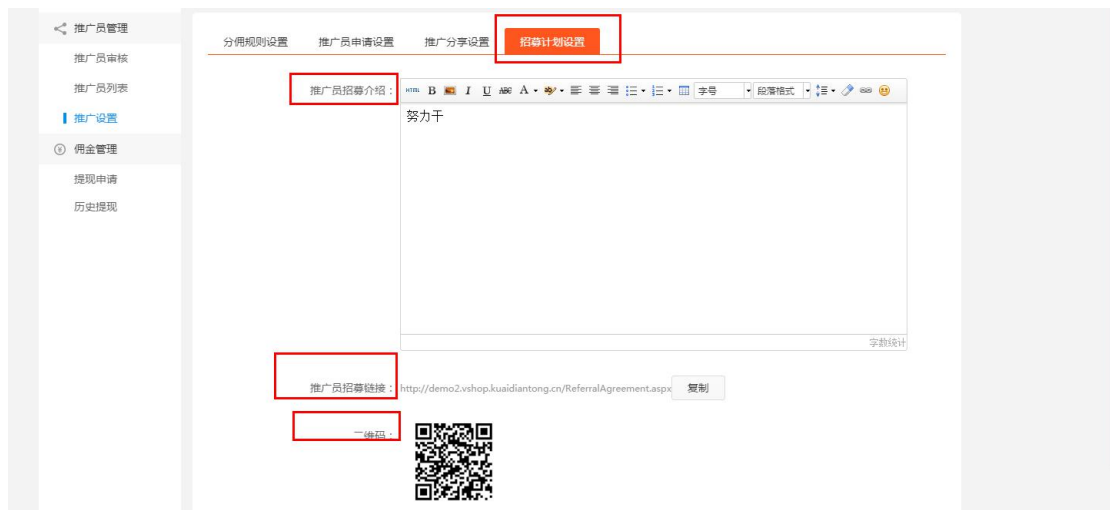 推广员管理
推广员审核
推广员列表
推广设置
佣金管理
提现申请
历史提现
分佣规则设置 推广员申请设置 推广分享设置 招募计划设置
推广员招募介绍：
HTML B I U ABC A 字号 段落格式
努力干
字数统计
推广员招募链接： http://demo2.vshop.kuaidiantong.cn/ReferralAgreement.aspx 复制
二维码：